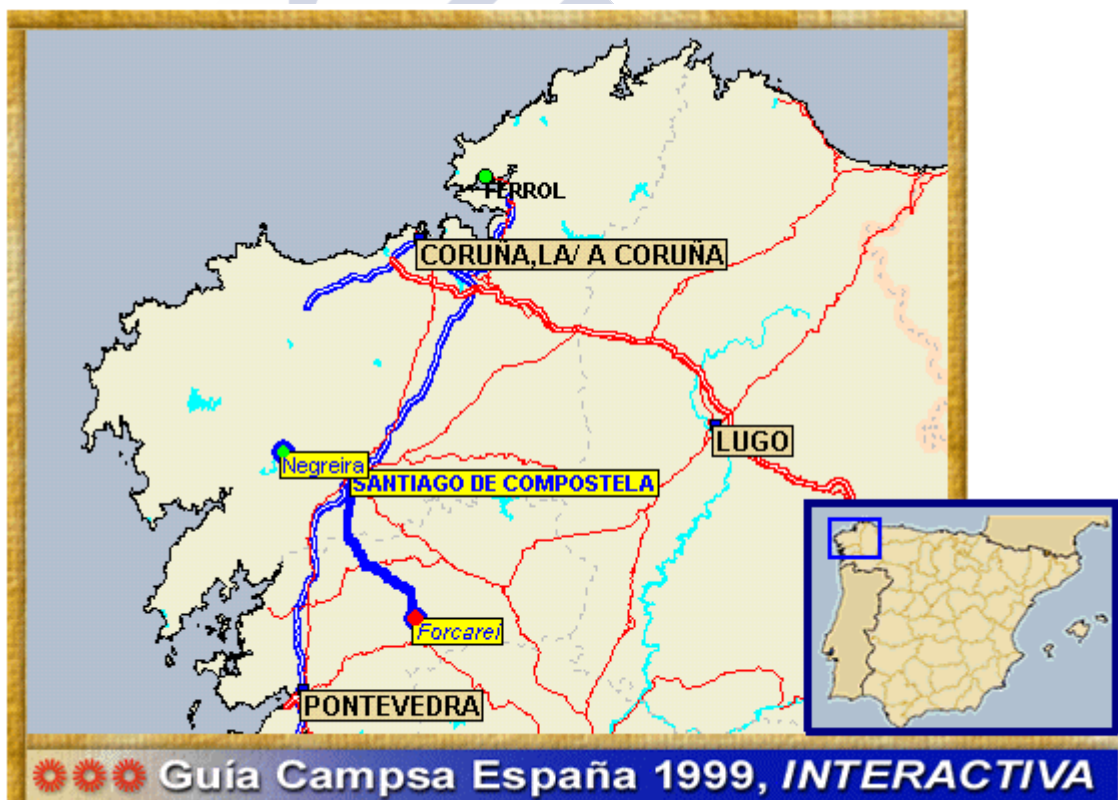 FERROL
CORUÑA,LA/ A CORUÑA
LUGO
Negreira
SANTIAGO DE COMPOSTELA
Forcarei
PONTEVEDRA
Guía Campsa España 1999, INTERACTIVA